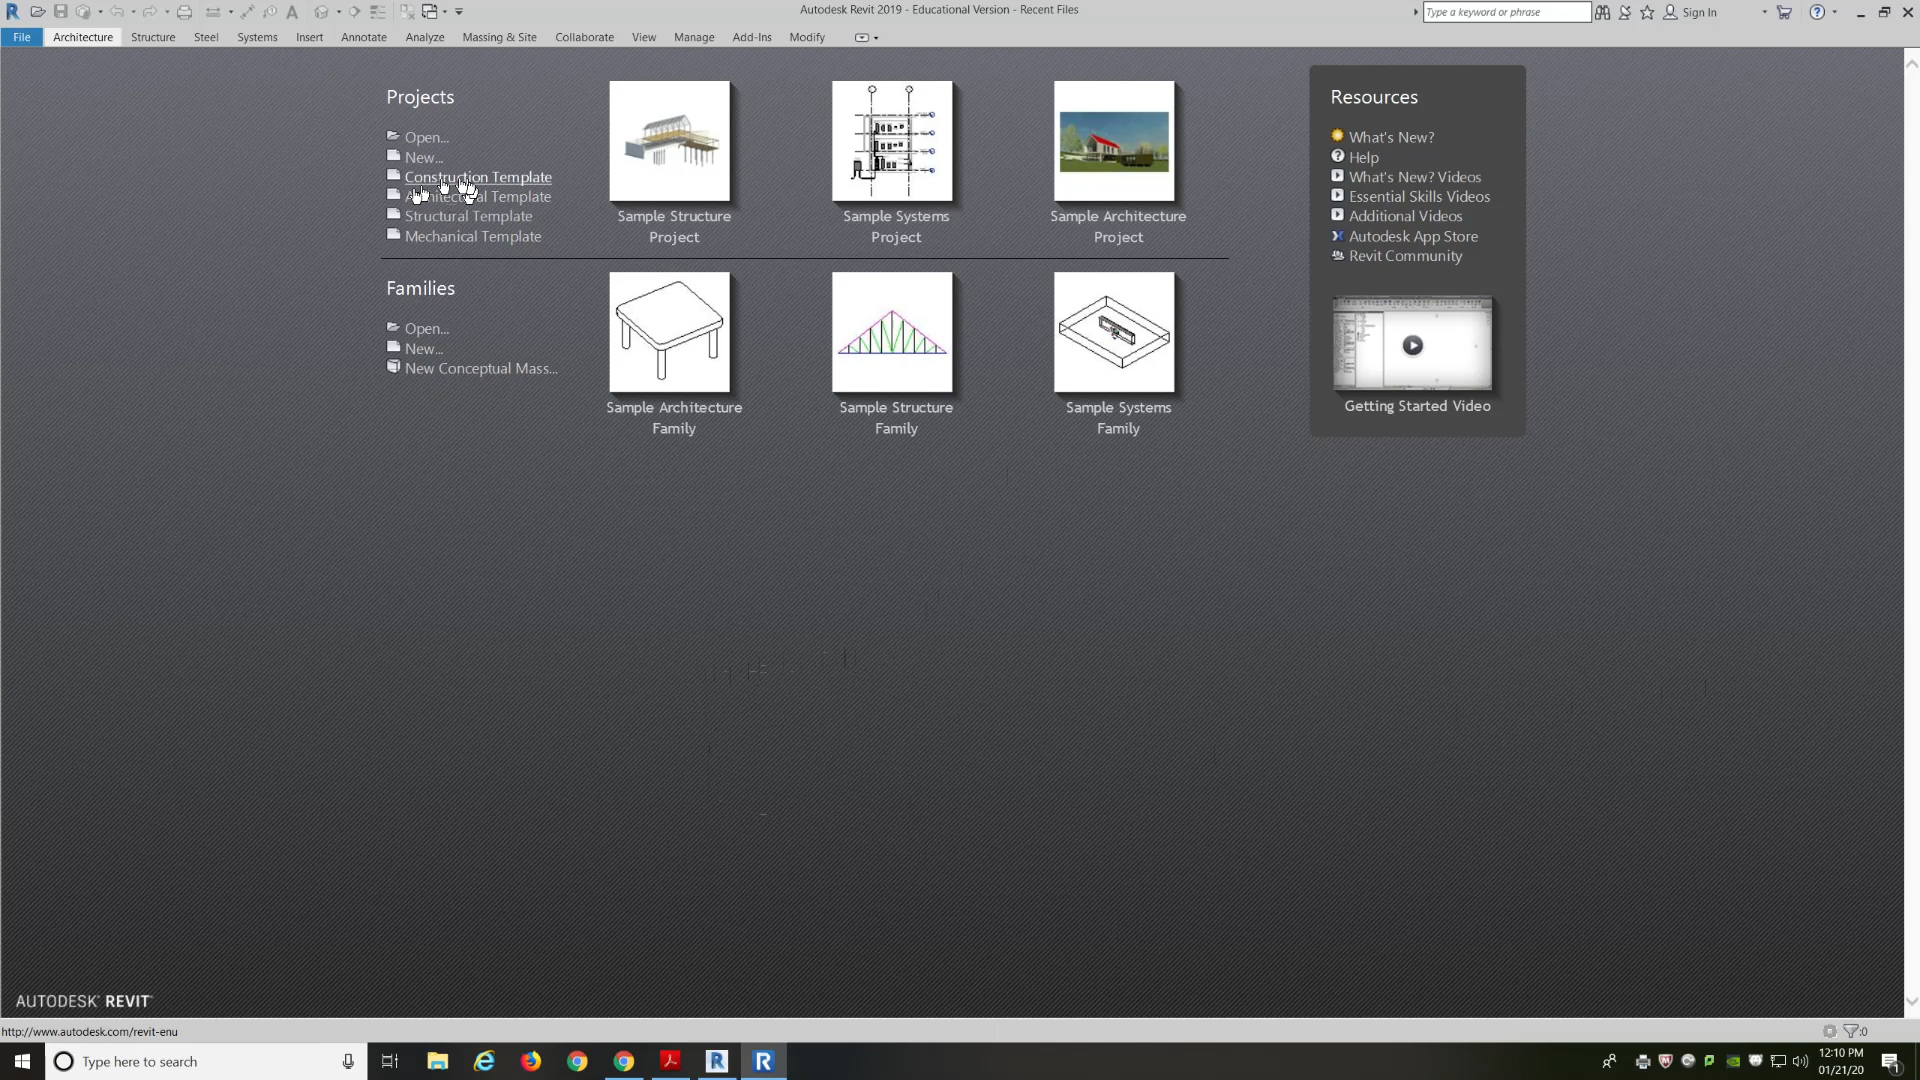 Autodesk Revit 2019 - Educational Version - Recent Files
Type a keyword or phrase
Sign In
File Architecture Structure Steel Systems Insert Annotate Analyze Massing & Site Collaborate View Manage Add-Ins Modify
Projects
Open...
New...
Construction Template
Architectural Template
Structural Template
Mechanical Template
Sample Structure
Project
Sample Systems
Project
Sample Architecture
Project
Families
Open...
New...
New Conceptual Mass...
Sample Architecture
Family
Sample Structure
Family
Sample Systems
Family
Resources
What's New?
Help
What's New? Videos
Essential Skills Videos
Additional Videos
Autodesk App Store
Revit Community
Getting Started Video
AUTODESK® REVIT®
http://www.autodesk.com/revit-enu
:0
Type here to search
12:10 PM
01/21/20
1